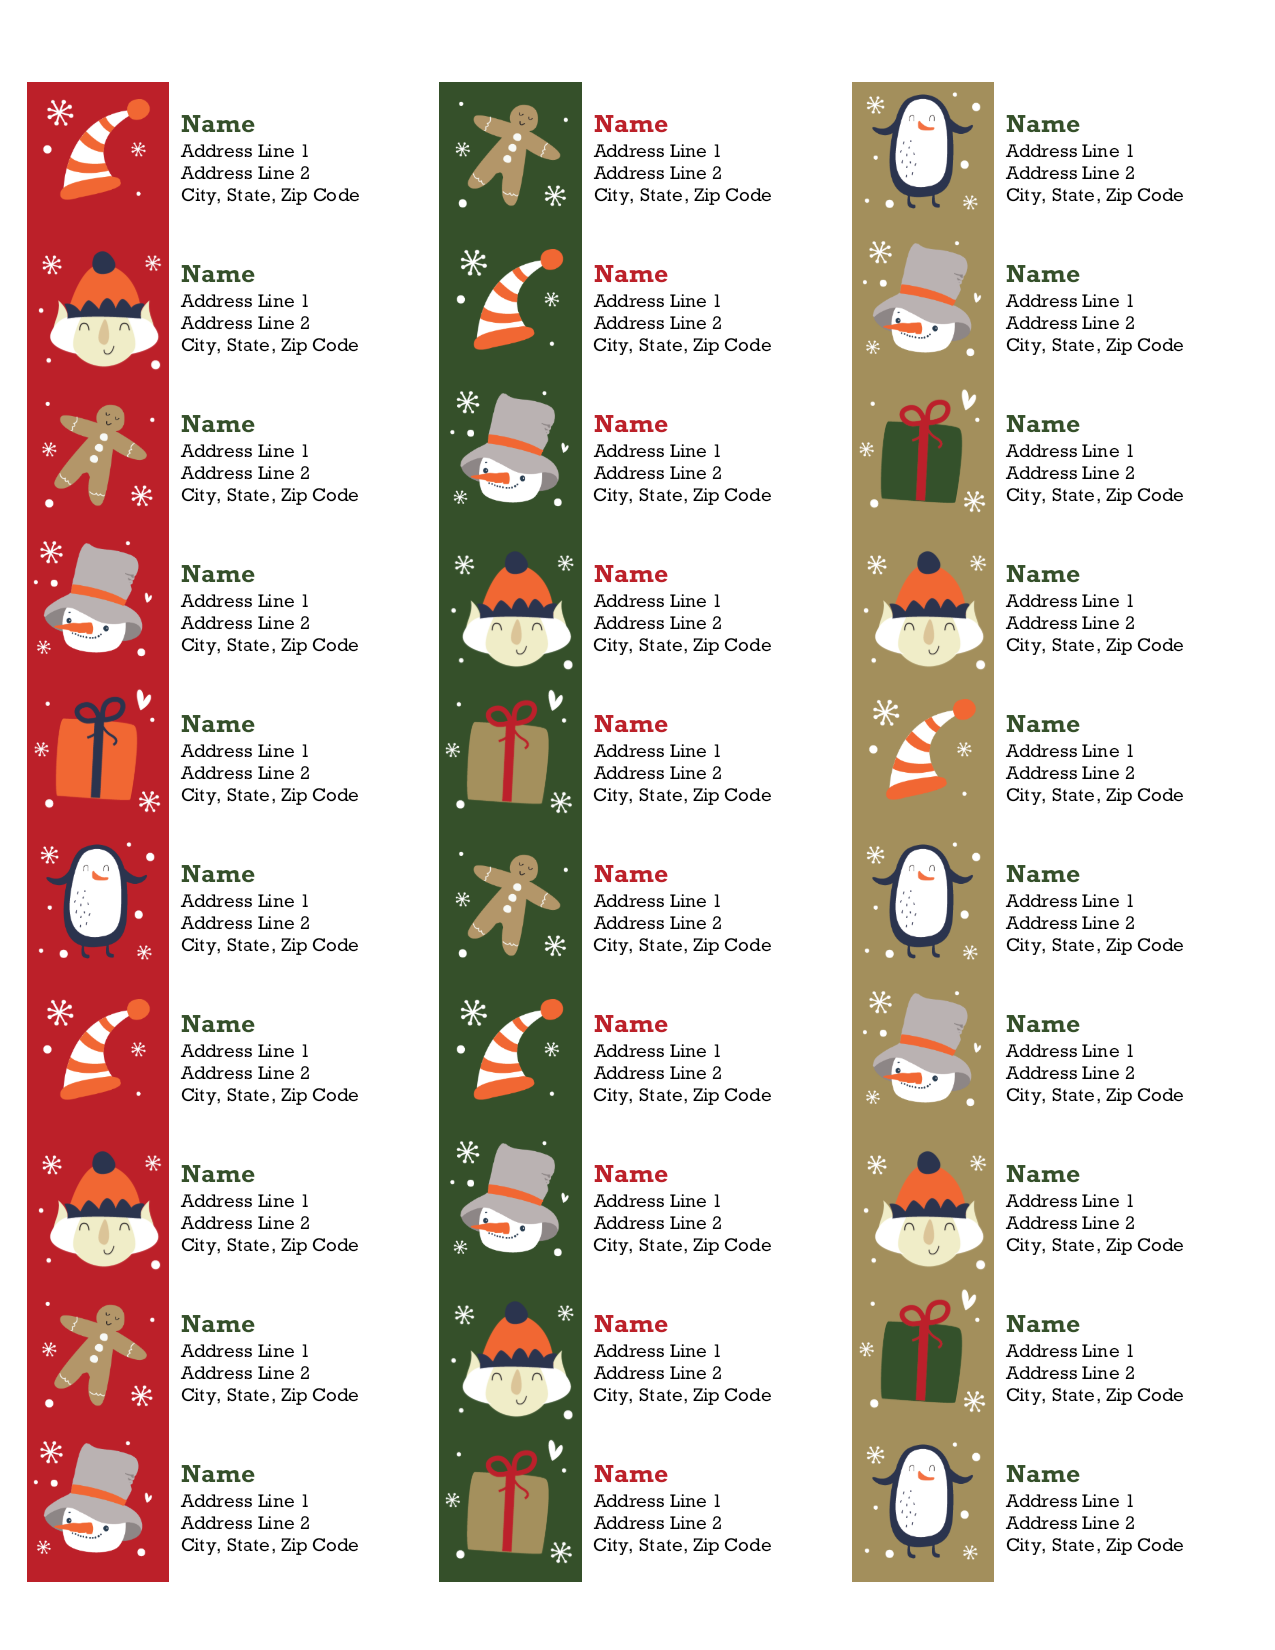 Name
Address Line 1
Address Line 2
City, State, Zip Code
Name
Address Line 1
Address Line 2
City, State, Zip Code
Name
Address Line 1
Address Line 2
City, State, Zip Code
Name
Address Line 1
Address Line 2
City, State, Zip Code
Name
Address Line 1
Address Line 2
City, State, Zip Code
Name
Address Line 1
Address Line 2
City, State, Zip Code
Name
Address Line 1
Address Line 2
City, State, Zip Code
Name
Address Line 1
Address Line 2
City, State, Zip Code
Name
Address Line 1
Address Line 2
City, State, Zip Code
Name
Address Line 1
Address Line 2
City, State, Zip Code
Name
Address Line 1
Address Line 2
City, State, Zip Code
Name
Address Line 1
Address Line 2
City, State, Zip Code
Name
Address Line 1
Address Line 2
City, State, Zip Code
Name
Address Line 1
Address Line 2
City, State, Zip Code
Name
Address Line 1
Address Line 2
City, State, Zip Code
Name
Address Line 1
Address Line 2
City, State, Zip Code
Name
Address Line 1
Address Line 2
City, State, Zip Code
Name
Address Line 1
Address Line 2
City, State, Zip Code
Name
Address Line 1
Address Line 2
City, State, Zip Code
Name
Address Line 1
Address Line 2
City, State, Zip Code
Name
Address Line 1
Address Line 2
City, State, Zip Code
Name
Address Line 1
Address Line 2
City, State, Zip Code
Name
Address Line 1
Address Line 2
City, State, Zip Code
Name
Address Line 1
Address Line 2
City, State, Zip Code
Name
Address Line 1
Address Line 2
City, State, Zip Code
Name
Address Line 1
Address Line 2
City, State, Zip Code
Name
Address Line 1
Address Line 2
City, State, Zip Code
Name
Address Line 1
Address Line 2
City, State, Zip Code
Name
Address Line 1
Address Line 2
City, State, Zip Code
Name
Address Line 1
Address Line 2
City, State, Zip Code